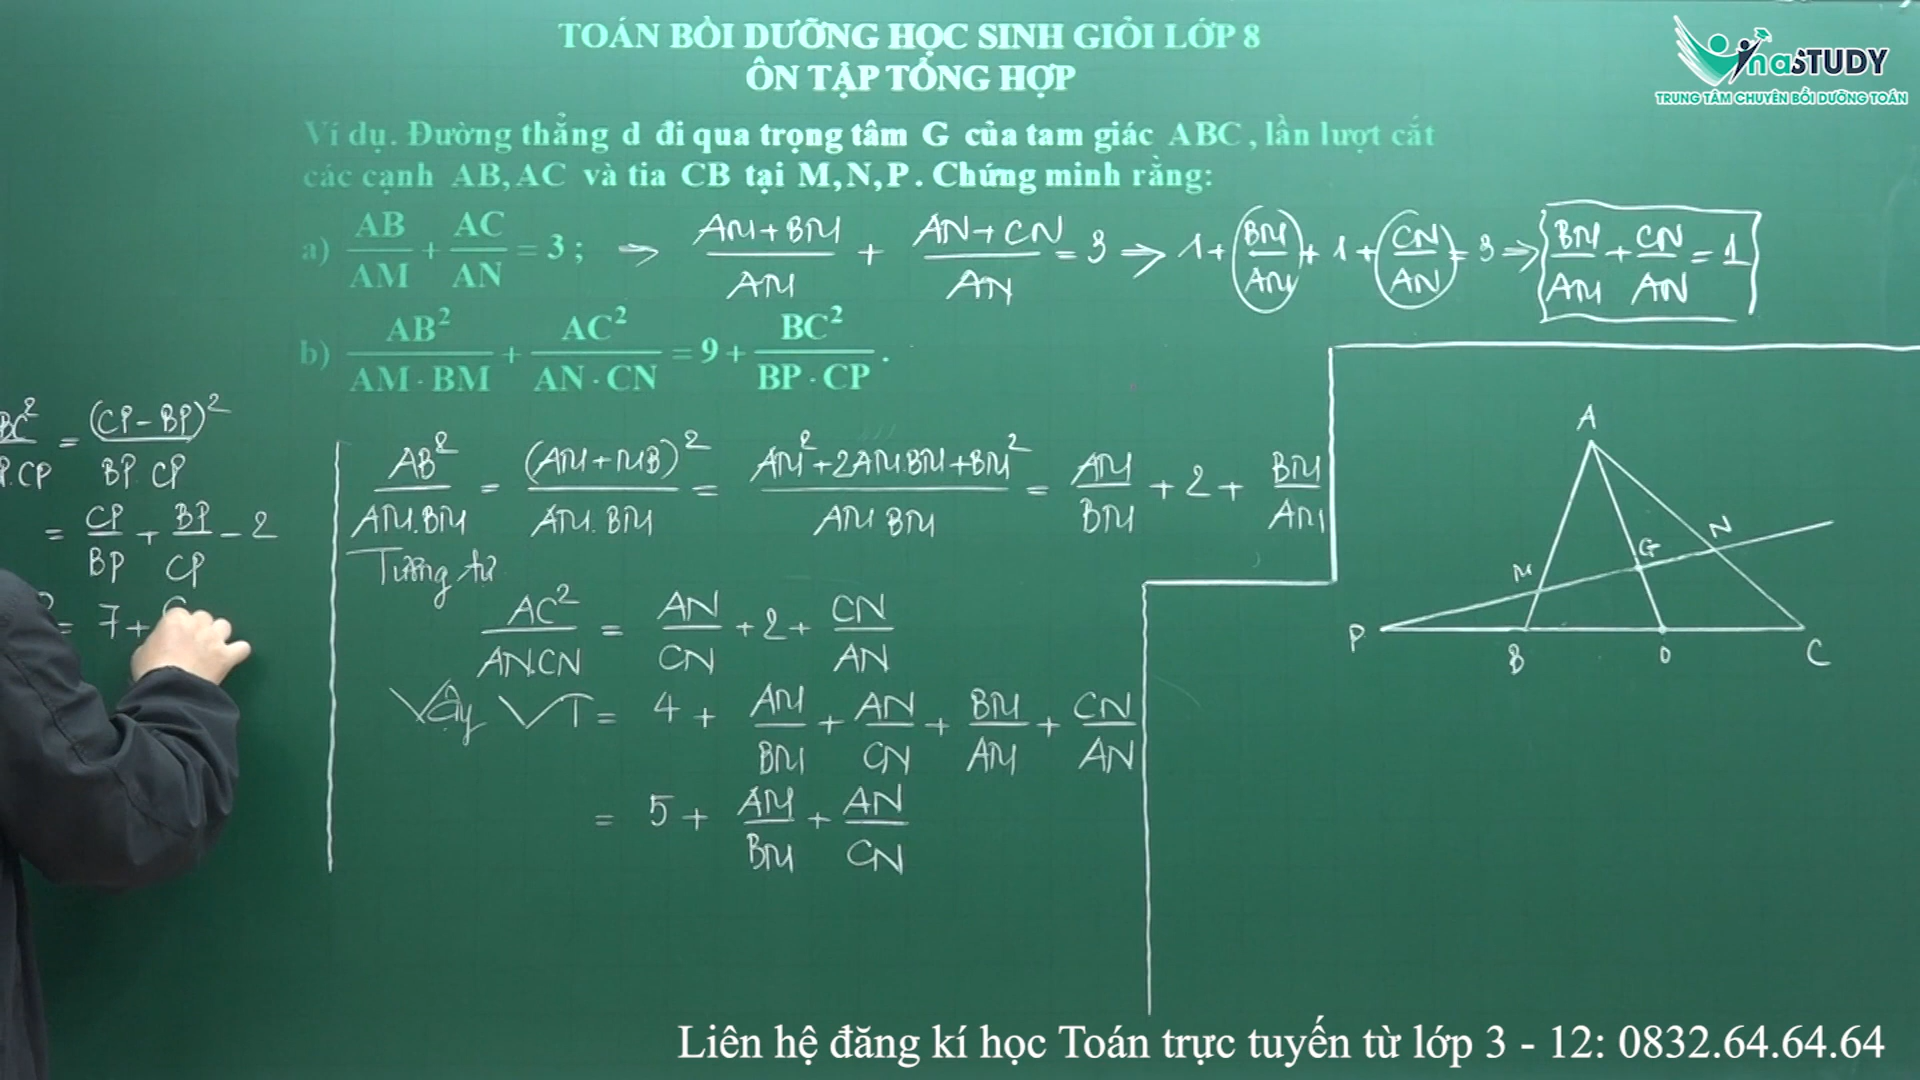 TOÁN BỒI DƯỠNG HỌC SINH GIỎI LỚP 8
ÔN TẬP TỔNG HỢP
naSTUDY
TRUNG TÂM CHUYÊN BỒI DƯỠNG TOÁN
Ví dụ. Đường thẳng d đi qua trọng tâm G của tam giác ABC, lần lượt cắt
các cạnh AB, AC và tia CB tại M, N, P. Chứng minh rằng:
a) AB/AM + AC/AN = 3; => (AM + BM)/AM + (AN + CN)/AN = 3 => 1 + BM/AM + 1 + CN/AN = 3 => BM/AM + CN/AN = 1
b) AB²/(AM · BM) + AC²/(AN · CN) = 9 + BC²/(BP · CP).
BC²/P.CP = (CP - BP)²/(BP. CP)
= CP/BP + BP/CP - 2
= 7 +
AB²/(AM.BM) = (AM + MB)²/(AM. BM) = (AM² + 2AM.BM + BM²)/(AM BM) = AM/BM + 2 + BM/AM
Tương tự
AC²/(AN.CN) = AN/CN + 2 + CN/AN
Vậy VT = 4 + AM/BM + AN/CN + BM/AM + CN/AN
= 5 + AM/BM + AN/CN
A
N
G
M
P
B
D
C
Liên hệ đăng kí học Toán trực tuyến từ lớp 3 - 12: 0832.64.64.64